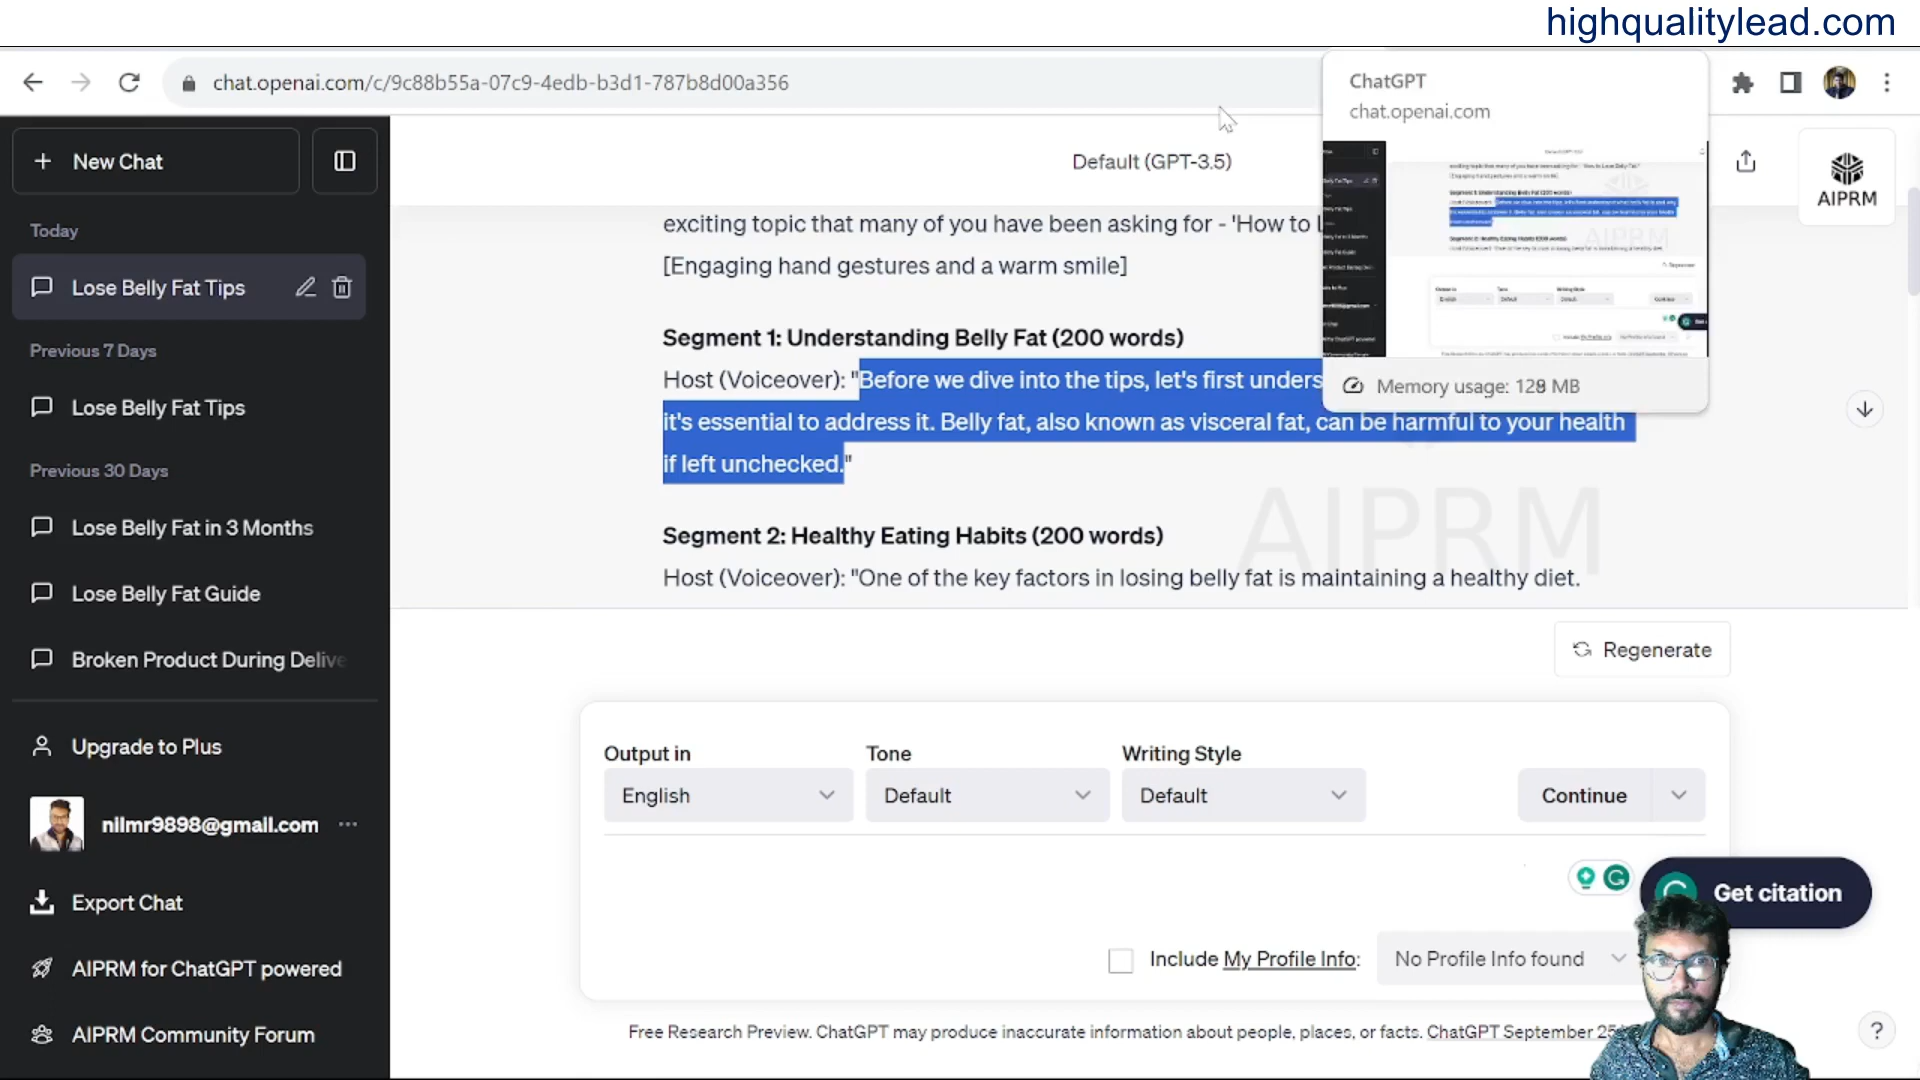 highqualitylead.com
chat.openai.com/c/9c88b55a-07c9-4edb-b3d1-787b8d00a356
ChatGPT
chat.openai.com
Memory usage: 128 MB
New Chat
Today
Lose Belly Fat Tips
Previous 7 Days
Lose Belly Fat Tips
Previous 30 Days
Lose Belly Fat in 3 Months
Lose Belly Fat Guide
Broken Product During Delive
Upgrade to Plus
nilmr9898@gmail.com
Export Chat
AIPRM for ChatGPT powered
AIPRM Community Forum
Default (GPT-3.5)
AIPRM
exciting topic that many of you have been asking for - 'How to L
[Engaging hand gestures and a warm smile]
Segment 1: Understanding Belly Fat (200 words)
Host (Voiceover): "Before we dive into the tips, let's first unders
it's essential to address it. Belly fat, also known as visceral fat, can be harmful to your health
if left unchecked."
AIPRM
Segment 2: Healthy Eating Habits (200 words)
Host (Voiceover): "One of the key factors in losing belly fat is maintaining a healthy diet.
Regenerate
Output in
Tone
Writing Style
English
Default
Default
Continue
Get citation
Include My Profile Info:
No Profile Info found
Free Research Preview. ChatGPT may produce inaccurate information about people, places, or facts. ChatGPT September 25
?